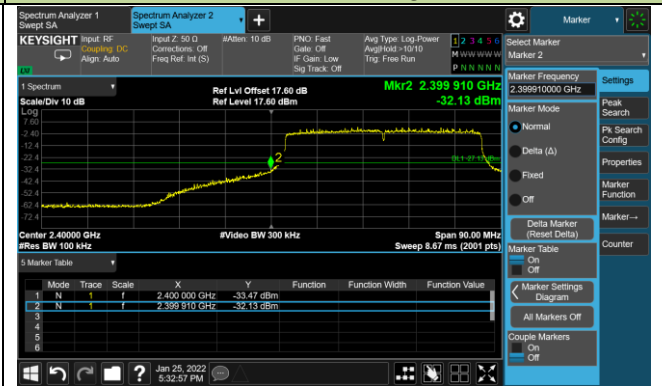 Spectrum Analyzer 1
Swept SA
Spectrum Analyzer 2
Swept SA
+
Marker
KEYSIGHT
Input: RF
Coupling: DC
Align: Auto
Input Z: 50 Ω
Corrections: Off
Freq Ref: Int (S)
#Atten: 10 dB
PNO: Fast
Gate: Off
IF Gain: Low
Sig Track: Off
Avg Type: Log-Power
Avg|Hold:>10/10
Trig: Free Run
1 2 3 4 5 6
M W W W W W
P N N N N N
Select Marker
Marker 2
1 Spectrum
Ref Lvl Offset 17.60 dB
Mkr2 2.399 910 GHz
Scale/Div 10 dB
Ref Level 17.60 dBm
-32.13 dBm
Log
7.60
-2.40
-12.4
-22.4
-32.4
-42.4
-52.4
-62.4
-72.4
2
Center 2.40000 GHz
#Video BW 300 kHz
Span 90.00 MHz
#Res BW 100 kHz
Sweep 8.67 ms (2001 pts)
5 Marker Table
Mode Trace Scale X Y Function Function Width Function Value
1 N 1 f 2.400 000 GHz -33.47 dBm
2 N 1 f 2.399 910 GHz -32.13 dBm
3
4
5
6
Marker Frequency
2.399910000 GHz
Marker Mode
Normal
Delta (Δ)
Fixed
Off
Delta Marker
(Reset Delta)
Marker Table
On
Off
Marker Settings
Diagram
All Markers Off
Couple Markers
On
Off
Settings
Peak
Search
Pk Search
Config
Properties
Marker
Function
Marker→
Counter
?
Jan 25, 2022
5:32:57 PM